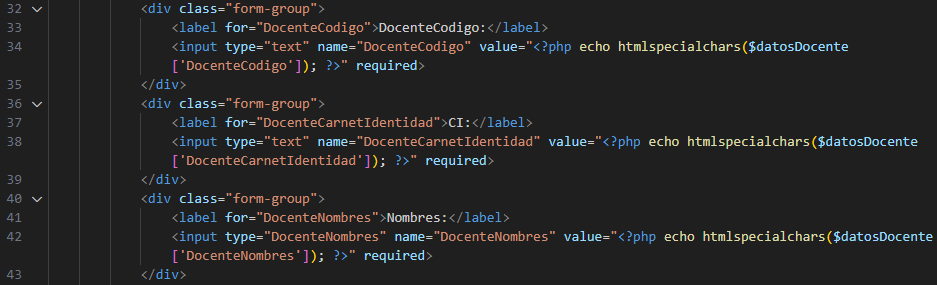 32 <div class="form-group">
33 <label for="DocenteCodigo">DocenteCodigo:</label>
34 <input type="text" name="DocenteCodigo" value="<?php echo htmlspecialchars($datosDocente
['DocenteCodigo']); ?>" required>
35 </div>
36 <div class="form-group">
37 <label for="DocenteCarnetIdentidad">CI:</label>
38 <input type="text" name="DocenteCarnetIdentidad" value="<?php echo htmlspecialchars($datosDocente
['DocenteCarnetIdentidad']); ?>" required>
39 </div>
40 <div class="form-group">
41 <label for="DocenteNombres">Nombres:</label>
42 <input type="DocenteNombres" name="DocenteNombres" value="<?php echo htmlspecialchars($datosDocente
['DocenteNombres']); ?>" required>
43 </div>